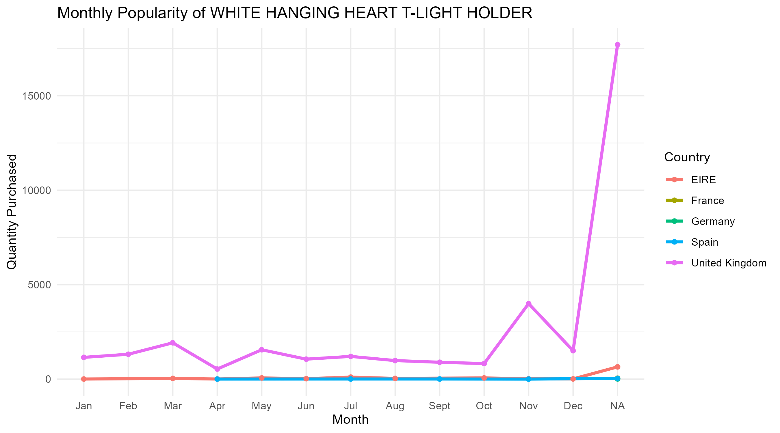 Monthly Popularity of WHITE HANGING HEART T-LIGHT HOLDER
Quantity Purchased
15000
10000
5000
0
Jan Feb Mar Apr May Jun Jul Aug Sept Oct Nov Dec NA
Month
Country
EIRE
France
Germany
Spain
United Kingdom